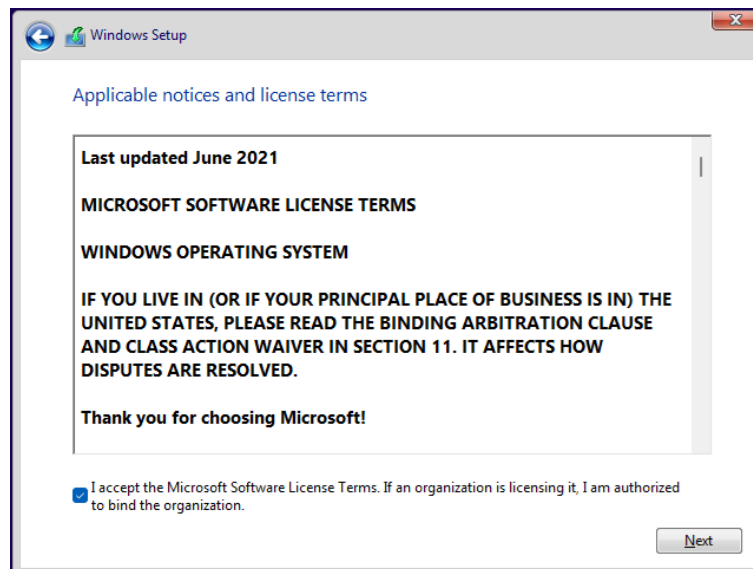 Windows Setup
Applicable notices and license terms
Last updated June 2021
MICROSOFT SOFTWARE LICENSE TERMS
WINDOWS OPERATING SYSTEM
IF YOU LIVE IN (OR IF YOUR PRINCIPAL PLACE OF BUSINESS IS IN) THE
UNITED STATES, PLEASE READ THE BINDING ARBITRATION CLAUSE
AND CLASS ACTION WAIVER IN SECTION 11. IT AFFECTS HOW
DISPUTES ARE RESOLVED.
Thank you for choosing Microsoft!
I accept the Microsoft Software License Terms. If an organization is licensing it, I am authorized
to bind the organization.
Next